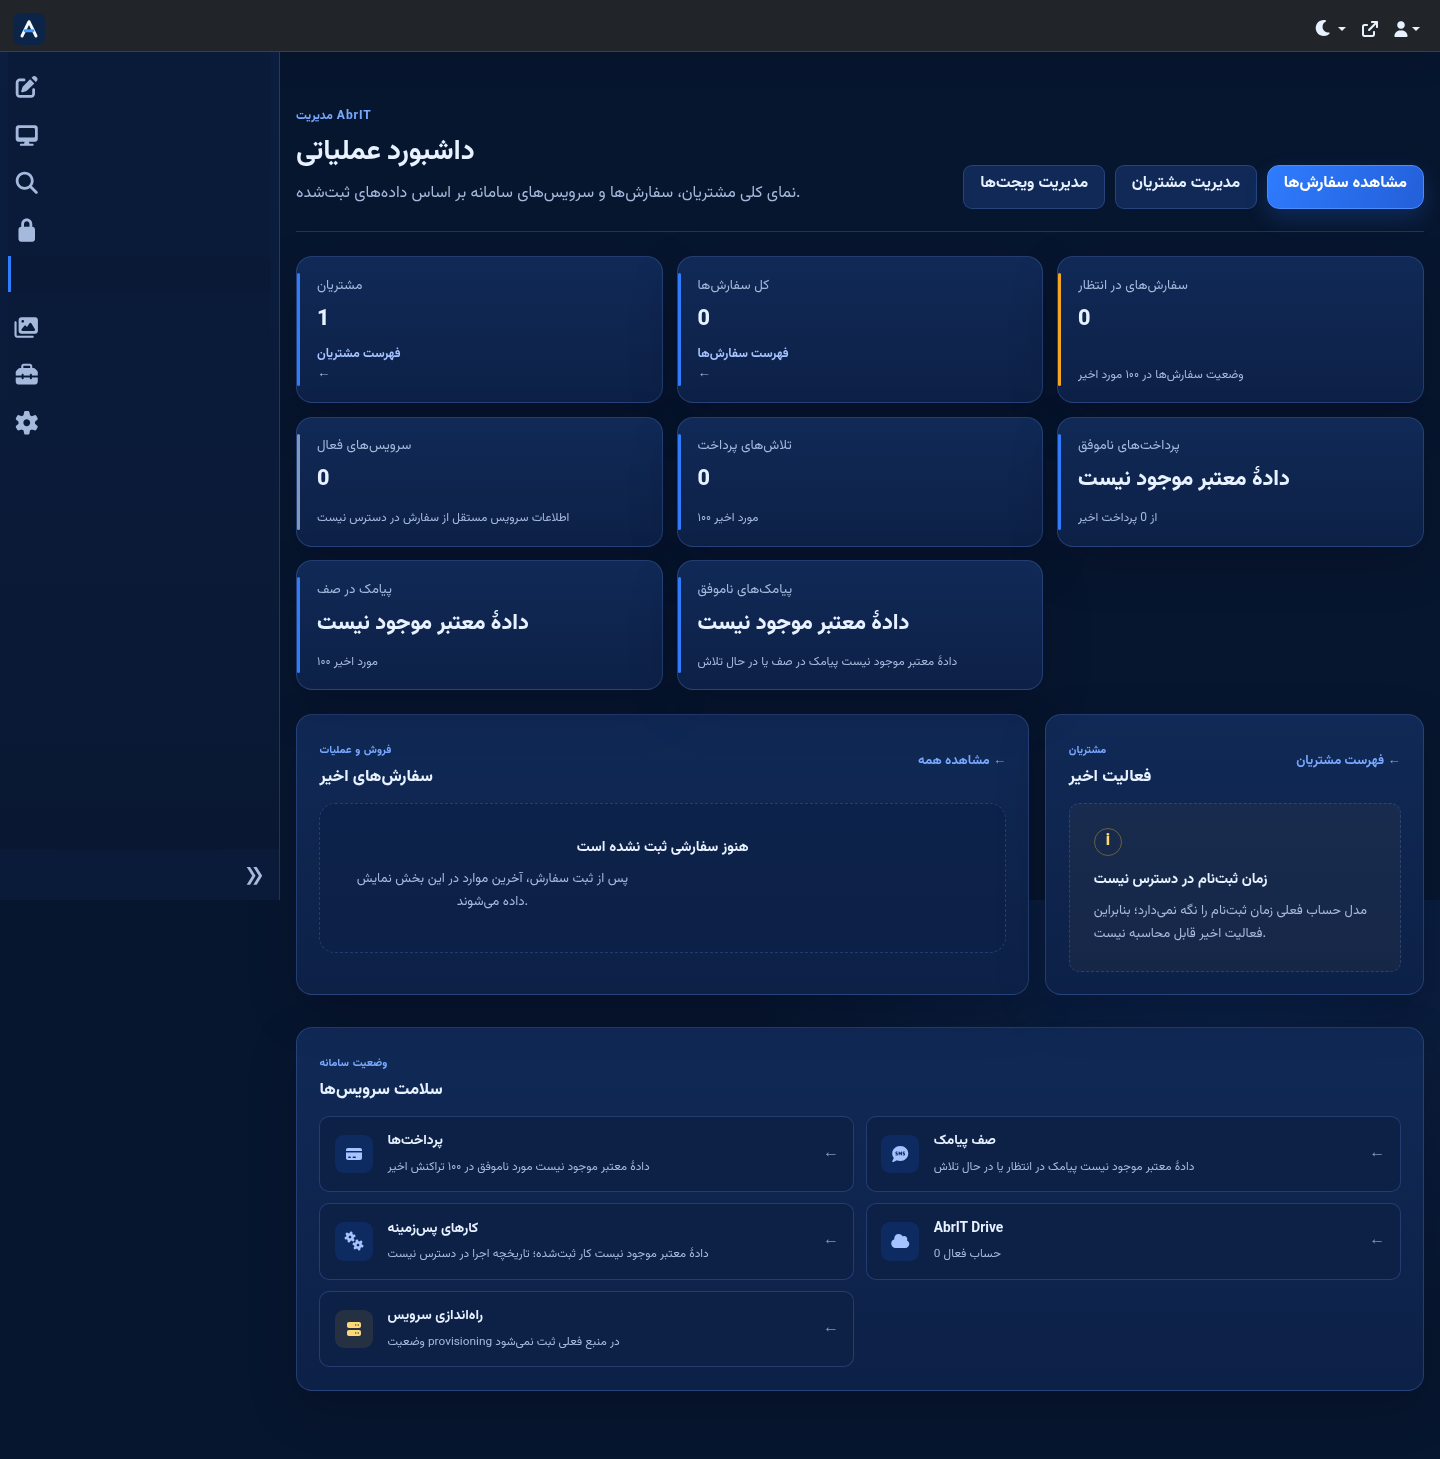 مدیریت AbrIT
داشبورد عملیاتی
نمای کلی مشتریان، سفارش‌ها و سرویس‌های سامانه بر اساس داده‌های ثبت‌شده.
مدیریت ویجت‌ها
مدیریت مشتریان
مشاهده سفارش‌ها
مشتریان
1
فهرست مشتریان
←
کل سفارش‌ها
0
فهرست سفارش‌ها
←
سفارش‌های در انتظار
0
وضعیت سفارش‌ها در ۱۰۰ مورد اخیر
سرویس‌های فعال
0
اطلاعات سرویس مستقل از سفارش در دسترس نیست
تلاش‌های پرداخت
0
۱۰۰ مورد اخیر
پرداخت‌های ناموفق
دادهٔ معتبر موجود نیست
از 0 پرداخت اخیر
پیامک در صف
دادهٔ معتبر موجود نیست
۱۰۰ مورد اخیر
پیامک‌های ناموفق
دادهٔ معتبر موجود نیست
دادهٔ معتبر موجود نیست پیامک در صف یا در حال تلاش
فروش و عملیات
سفارش‌های اخیر
مشاهده همه ←
هنوز سفارشی ثبت نشده است
پس از ثبت سفارش، آخرین موارد در این بخش نمایش
داده می‌شوند.
مشتریان
فعالیت اخیر
فهرست مشتریان ←
i
زمان ثبت‌نام در دسترس نیست
مدل حساب فعلی زمان ثبت‌نام را نگه نمی‌دارد؛ بنابراین
فعالیت اخیر قابل محاسبه نیست.
وضعیت سامانه
سلامت سرویس‌ها
پرداخت‌ها
دادهٔ معتبر موجود نیست مورد ناموفق در ۱۰۰ تراکنش اخیر
←
صف پیامک
دادهٔ معتبر موجود نیست پیامک در انتظار یا در حال تلاش
←
کارهای پس‌زمینه
دادهٔ معتبر موجود نیست کار ثبت‌شده؛ تاریخچه اجرا در دسترس نیست
←
AbrIT Drive
0 حساب فعال
←
راه‌اندازی سرویس
وضعیت provisioning در منبع فعلی ثبت نمی‌شود
←